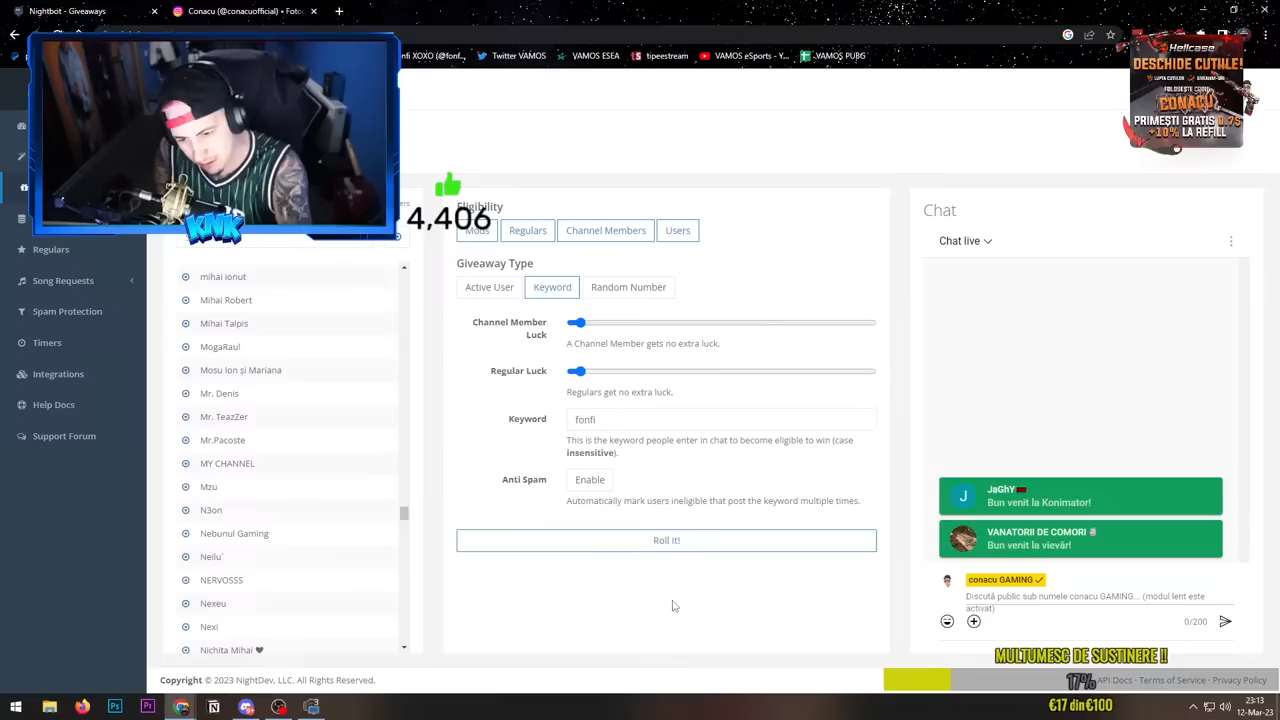 Nightbot - Giveaways
Conacu (@conacuofficial) • Foto
nfi XOXO (@fonf
Twitter VAMOS
VAMOS ESEA
tipeestream
VAMOS eSports - Y...
VAMOS PUBG
Hellcase
DESCHIDE CUTIILE!
FOLOSEȘTE CODUL
CONACU
PRIMEȘTI GRATIS 0.7$
+10% LA REFILL
KNK
4,406
Regulars
Song Requests
Spam Protection
Timers
Integrations
Help Docs
Support Forum
mihai ionut
Mihai Robert
Mihai Talpis
MogaRaul
Mosu Ion și Mariana
Mr. Denis
Mr. TeazZer
Mr.Pacoste
MY CHANNEL
Mzu
N3on
Nebunul Gaming
Neilu`
NERVOSSS
Nexeu
Nexi
Nichita Mihai 🖤
Eligibility
Mods
Regulars
Channel Members
Users
Giveaway Type
Active User
Keyword
Random Number
Channel Member
Luck
A Channel Member gets no extra luck.
Regular Luck
Regulars get no extra luck.
Keyword
fonfi
This is the keyword people enter in chat to become eligible to win (case
insensitive).
Anti Spam
Enable
Automatically mark users ineligible that post the keyword multiple times.
Roll It!
Chat
Chat live
J
JaGhY
Bun venit la Konimator!
VANATORII DE COMORI
Bun venit la vievăr!
conacu GAMING ✓
Discută public sub numele conacu GAMING... (modul lent este
activat)
0/200
MULTUMESC DE SUSTINERE !!
17%
€17 din€100
Copyright © 2023 NightDev, LLC. All Rights Reserved.
API Docs - Terms of Service - Privacy Policy
Ps
Pr
23:13
12-Mar-23